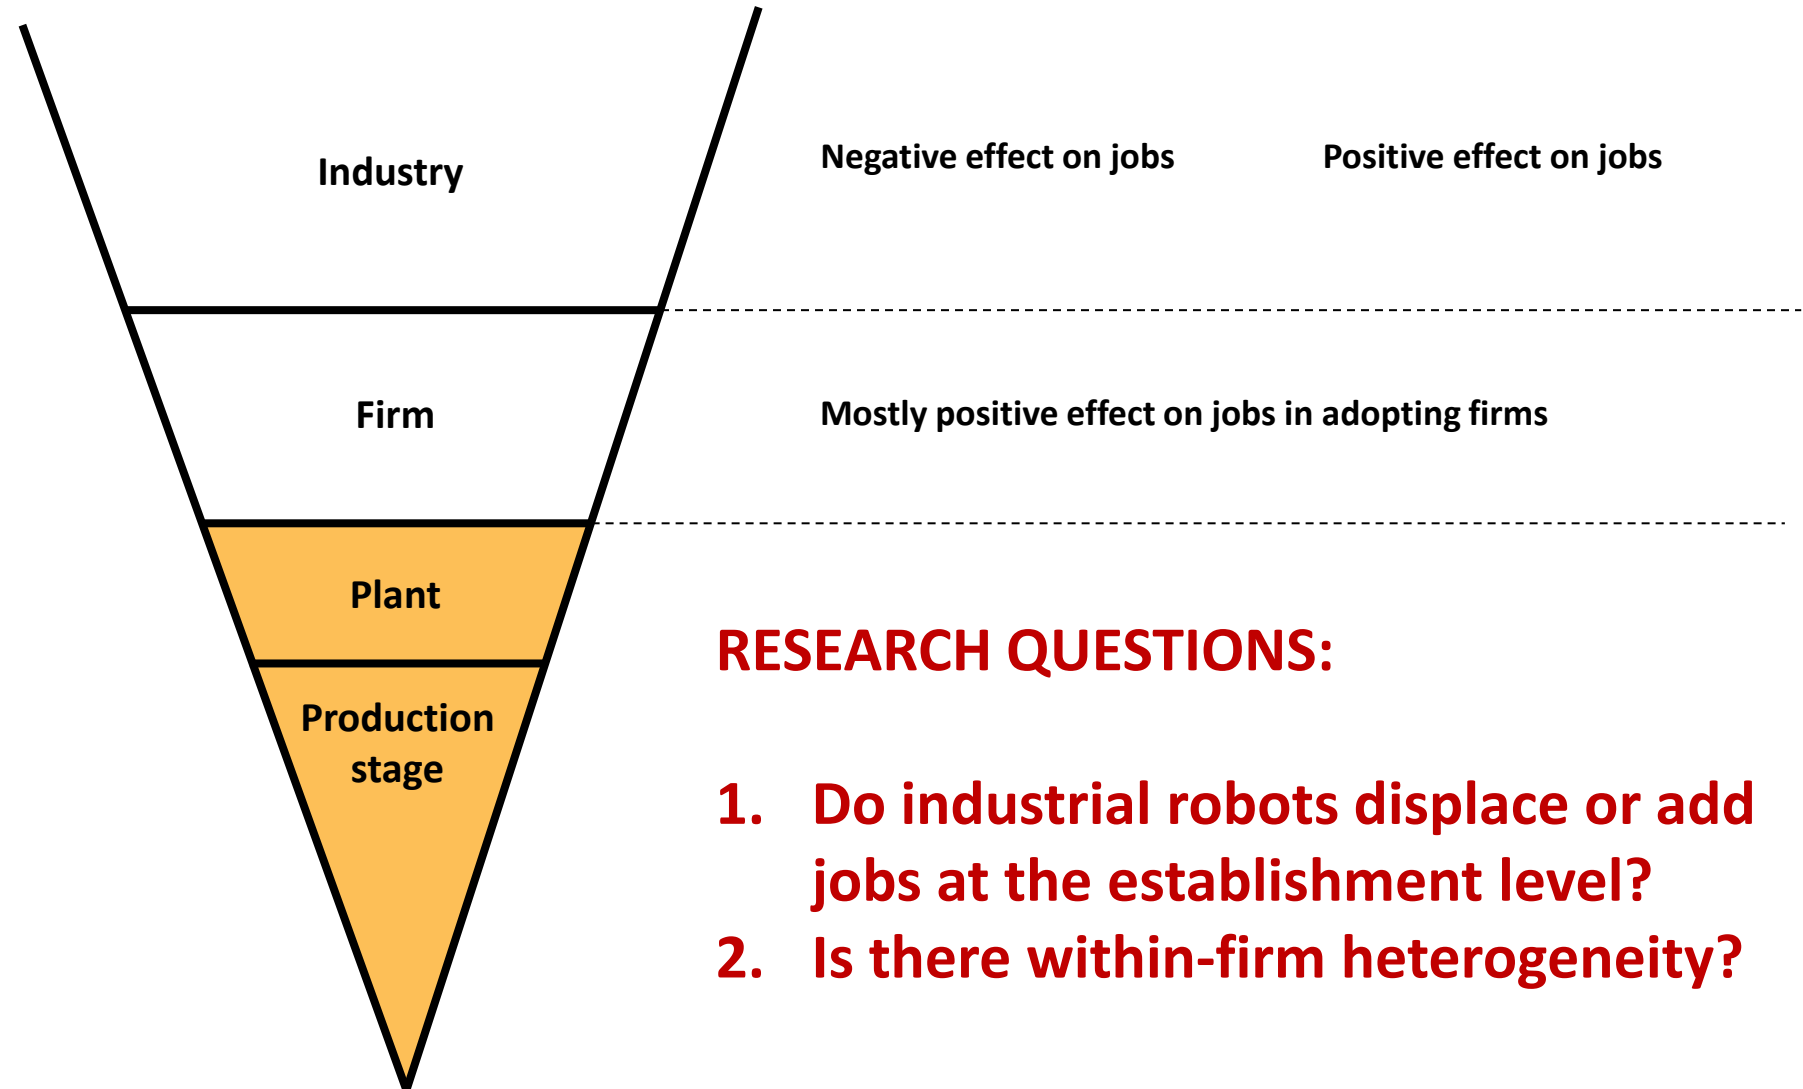 Industry
Negative effect on jobs
Positive effect on jobs
Firm
Mostly positive effect on jobs in adopting firms
Plant
Production
stage
RESEARCH QUESTIONS:
1. Do industrial robots displace or add
jobs at the establishment level?
2. Is there within-firm heterogeneity?